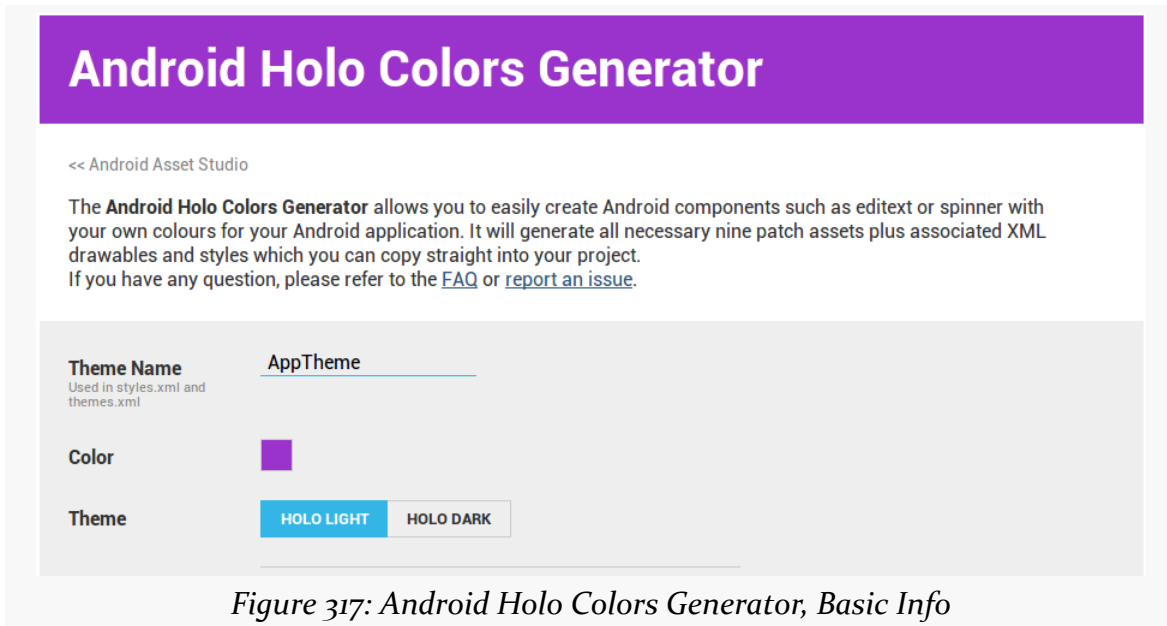 Android Holo Colors Generator
<< Android Asset Studio
The Android Holo Colors Generator allows you to easily create Android components such as editext or spinner with
your own colours for your Android application. It will generate all necessary nine patch assets plus associated XML
drawables and styles which you can copy straight into your project.
If you have any question, please refer to the FAQ or report an issue.
Theme Name
AppTheme
Used in styles.xml and
themes.xml
Color
Theme
HOLO LIGHT HOLO DARK
Figure 317: Android Holo Colors Generator, Basic Info